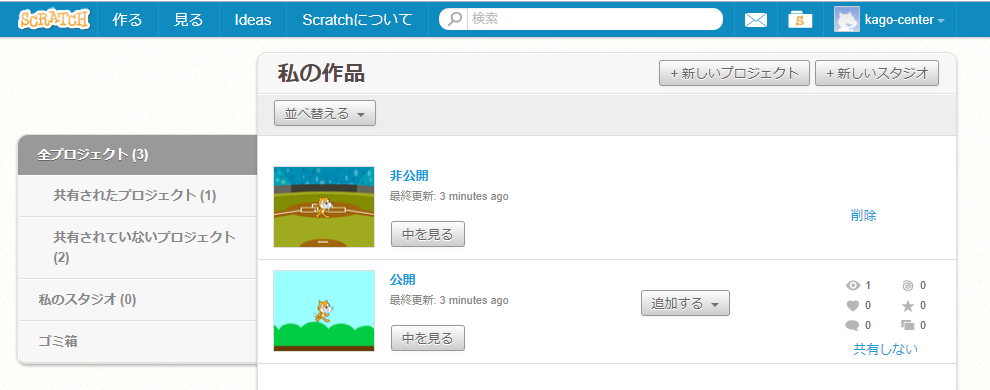 SCRATCH 作る 見る Ideas Scratchについて 検索 S kago-center
私の作品 + 新しいプロジェクト + 新しいスタジオ
並べ替える
全プロジェクト (3)
共有されたプロジェクト (1)
共有されていないプロジェクト
(2)
私のスタジオ (0)
ゴミ箱
非公開
最終更新: 3 minutes ago
中を見る
削除
公開
最終更新: 3 minutes ago
中を見る
追加する
1 0
0 0
0 0
共有しない